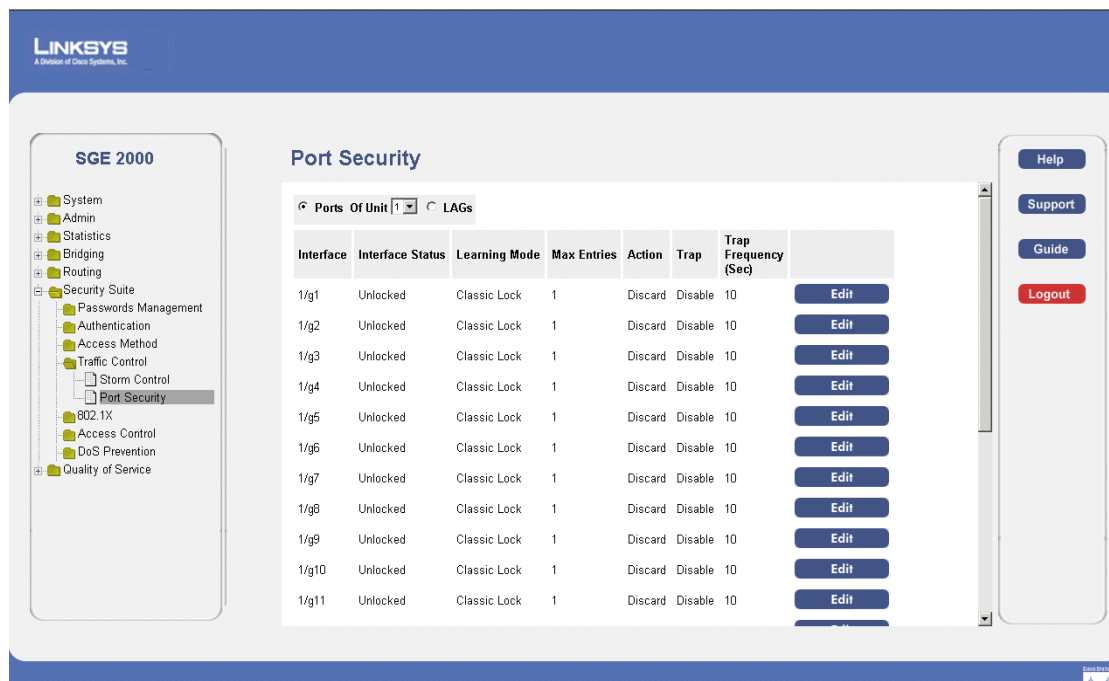 LINKSYS
A Division of Cisco Systems, Inc.
SGE 2000
System
Admin
Statistics
Bridging
Routing
Security Suite
Passwords Management
Authentication
Access Method
Traffic Control
Storm Control
Port Security
802.1X
Access Control
DoS Prevention
Quality of Service
Port Security
Ports Of Unit 1 LAGs
Interface Interface Status Learning Mode Max Entries Action Trap Trap Frequency (Sec)
1/g1 Unlocked Classic Lock 1 Discard Disable 10 Edit
1/g2 Unlocked Classic Lock 1 Discard Disable 10 Edit
1/g3 Unlocked Classic Lock 1 Discard Disable 10 Edit
1/g4 Unlocked Classic Lock 1 Discard Disable 10 Edit
1/g5 Unlocked Classic Lock 1 Discard Disable 10 Edit
1/g6 Unlocked Classic Lock 1 Discard Disable 10 Edit
1/g7 Unlocked Classic Lock 1 Discard Disable 10 Edit
1/g8 Unlocked Classic Lock 1 Discard Disable 10 Edit
1/g9 Unlocked Classic Lock 1 Discard Disable 10 Edit
1/g10 Unlocked Classic Lock 1 Discard Disable 10 Edit
1/g11 Unlocked Classic Lock 1 Discard Disable 10 Edit
Help
Support
Guide
Logout